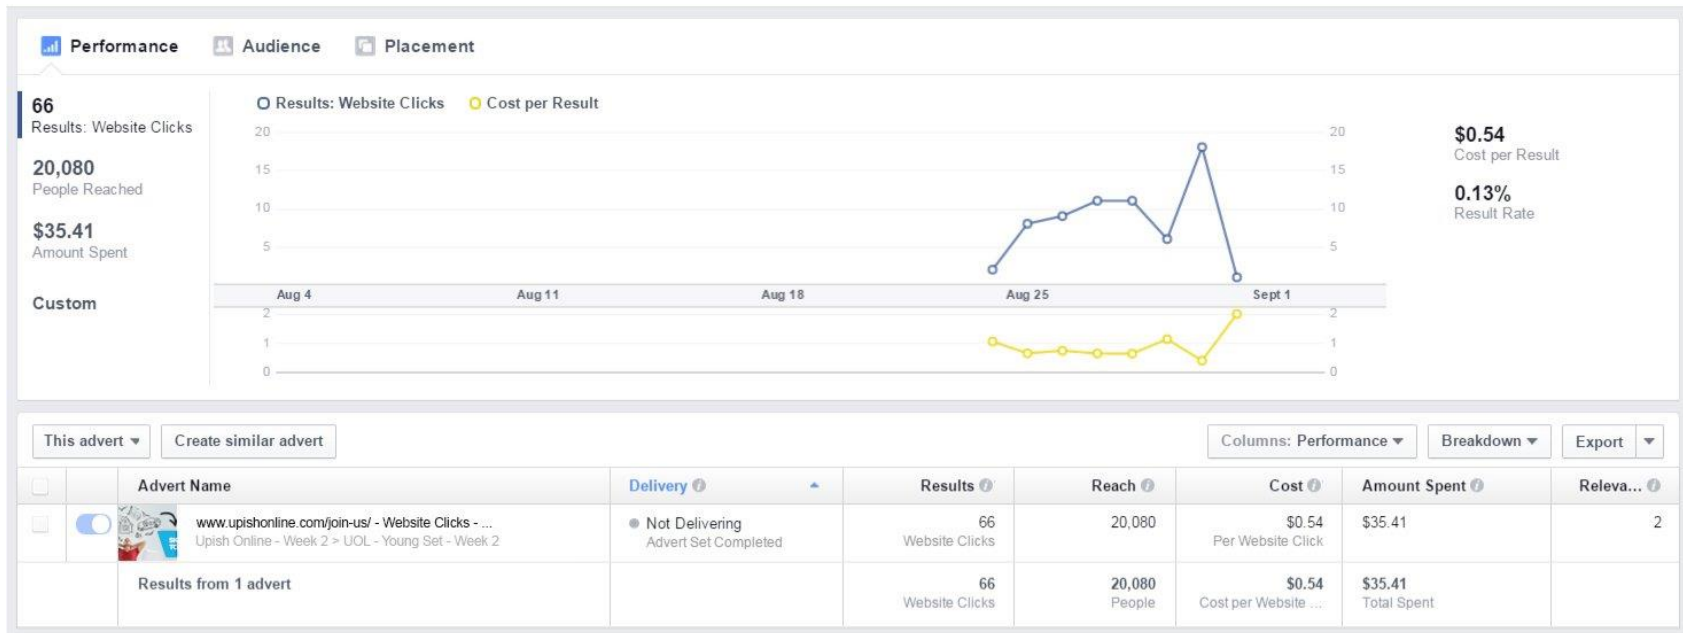 Performance Audience Placement
66
Results: Website Clicks
20,080
People Reached
$35.41
Amount Spent
Custom
Results: Website Clicks Cost per Result
20 20
15 15
10 10
5 5
Aug 4 Aug 11 Aug 18 Aug 25 Sept 1
2 2
1 1
0 0
$0.54
Cost per Result
0.13%
Result Rate
This advert Create similar advert Columns: Performance Breakdown Export
Advert Name Delivery Results Reach Cost Amount Spent Releva...
www.upishonline.com/join-us/ - Website Clicks - ... Not Delivering 66 20,080 $0.54 $35.41 2
Upish Online - Week 2 > UOL - Young Set - Week 2 Advert Set Completed Website Clicks Per Website Click
Results from 1 advert 66 20,080 $0.54 $35.41
Website Clicks People Cost per Website ... Total Spent